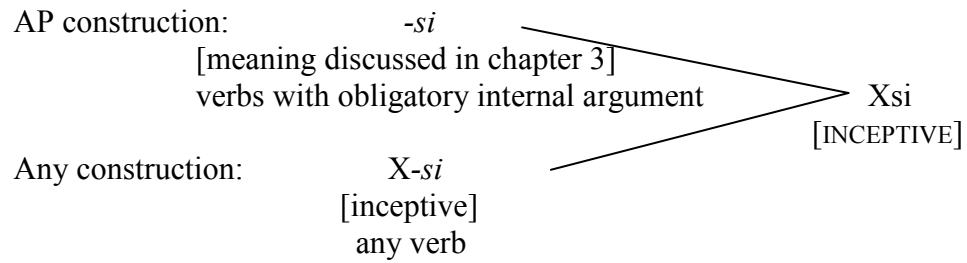 AP construction: -si
[meaning discussed in chapter 3]
verbs with obligatory internal argument
Xsi
[INCEPTIVE]
Any construction: X-si
[inceptive]
any verb